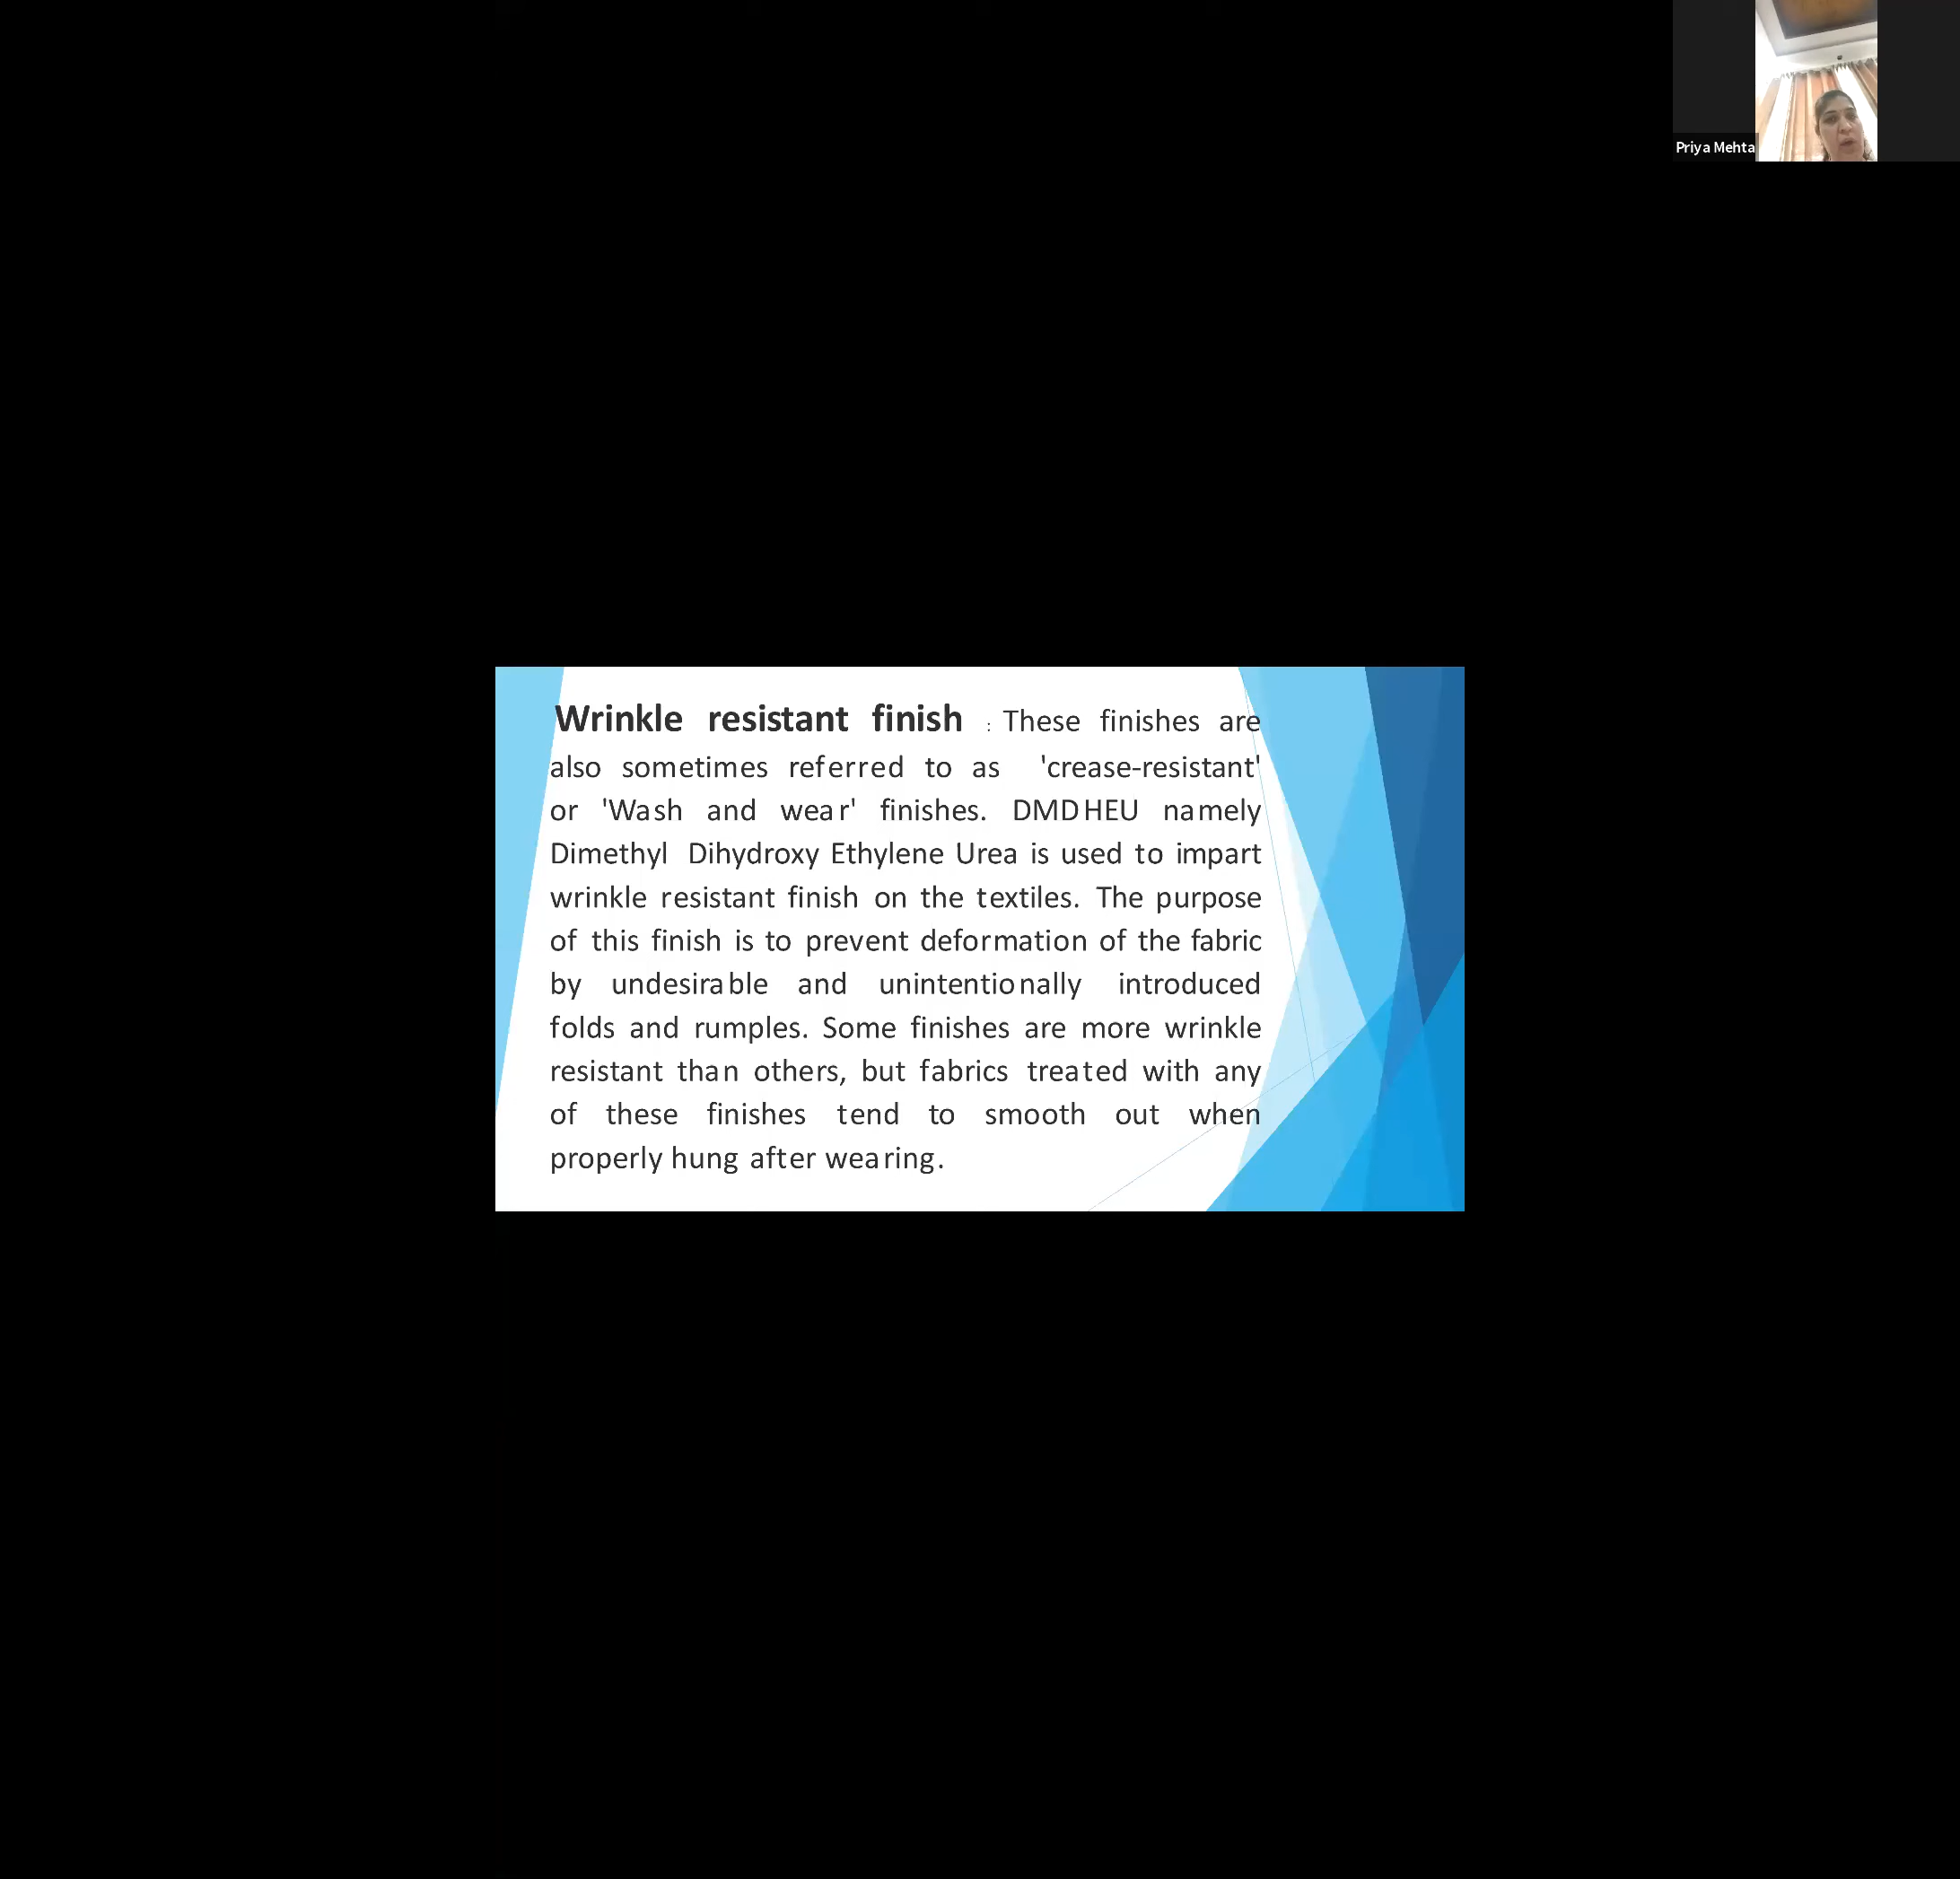 Priya Mehta
Wrinkle resistant finish : These finishes are
also sometimes referred to as 'crease-resistant'
or 'Wash and wear' finishes. DMDHEU namely
Dimethyl Dihydroxy Ethylene Urea is used to impart
wrinkle resistant finish on the textiles. The purpose
of this finish is to prevent deformation of the fabric
by undesirable and unintentionally introduced
folds and rumples. Some finishes are more wrinkle
resistant than others, but fabrics treated with any
of these finishes tend to smooth out when
properly hung after wearing.